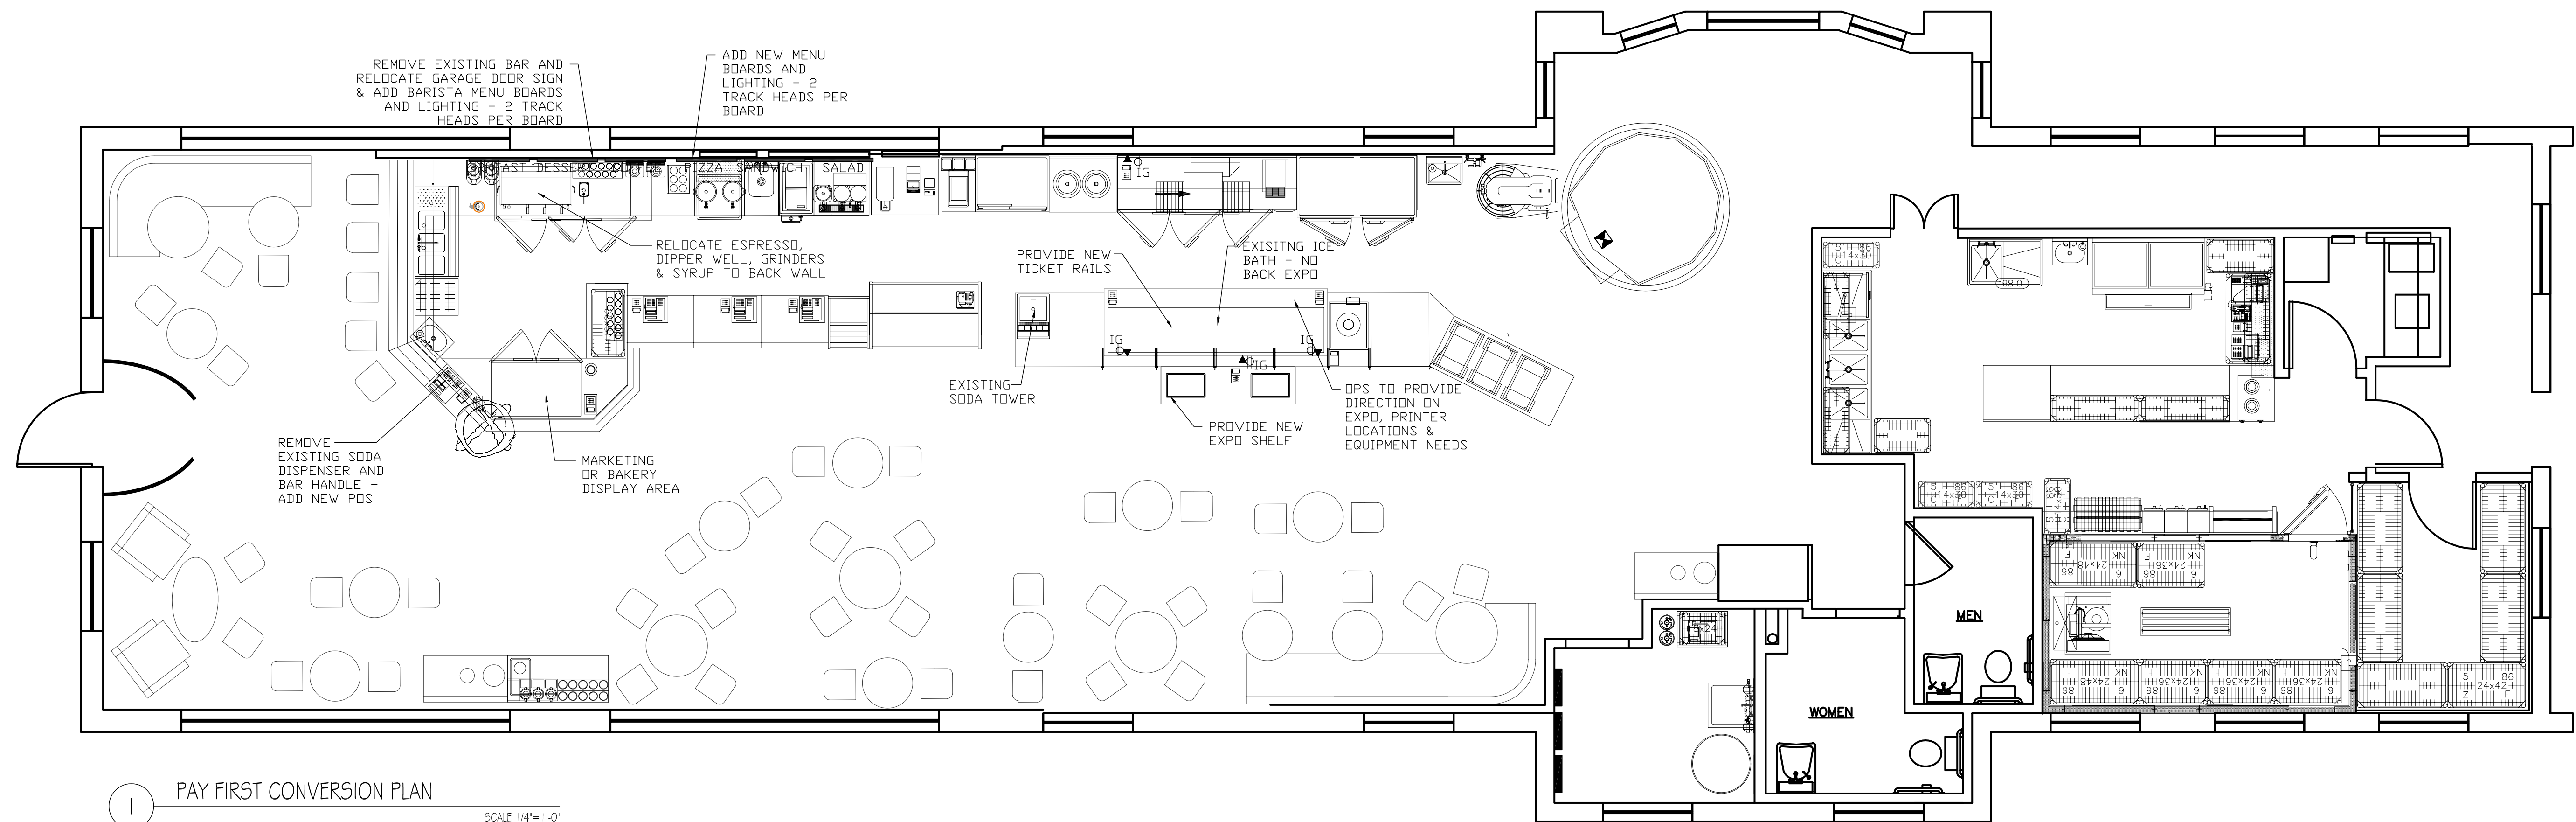 REMOVE EXISTING BAR AND
RELOCATE GARAGE DOOR SIGN
& ADD BARISTA MENU BOARDS
AND LIGHTING - 2 TRACK
HEADS PER BOARD
ADD NEW MENU
BOARDS AND
LIGHTING - 2
TRACK HEADS PER
BOARD
PIZZA SANDWICH SALAD
IG
RELOCATE ESPRESSO,
DIPPER WELL, GRINDERS
& SYRUP TO BACK WALL
PROVIDE NEW
TICKET RAILS
EXISITNG ICE
BATH - NO
BACK EXPO
IG
IG
IG
EXISTING
SODA TOWER
OPS TO PROVIDE
DIRECTION ON
EXPO, PRINTER
LOCATIONS &
EQUIPMENT NEEDS
PROVIDE NEW
EXPO SHELF
REMOVE
EXISTING SODA
DISPENSER AND
BAR HANDLE -
ADD NEW POS
MARKETING
OR BAKERY
DISPLAY AREA
MEN
WOMEN
5 86
24x42
Z F
1
PAY FIRST CONVERSION PLAN
SCALE 1/4"=1'-0"